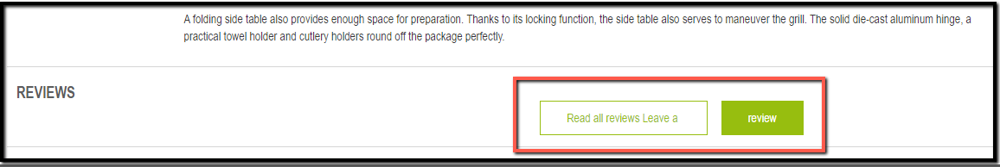 A folding side table also provides enough space for preparation. Thanks to its locking function, the side table also serves to maneuver the grill. The solid die-cast aluminum hinge, a
practical towel holder and cutlery holders round off the package perfectly.
REVIEWS
Read all reviews Leave a
review